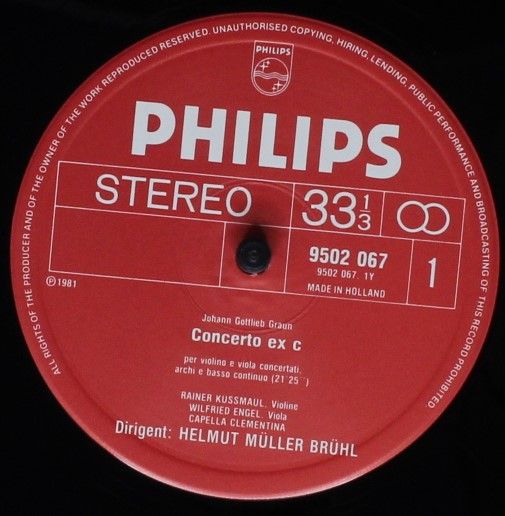 ALL RIGHTS OF THE PRODUCER AND OF THE OWNER OF THE WORK REPRODUCED RESERVED. UNAUTHORISED COPYING, HIRING, LENDING, PUBLIC PERFORMANCE AND BROADCASTING OF THIS RECORD PROHIBITED
PHILIPS
PHILIPS
STEREO 33 1/3
9502 067 1
9502 067. 1Y
MADE IN HOLLAND
℗1981
Johann Gottlieb Graun
Concerto ex c
per violino e viola concertati,
archi e basso continuo (21'25'')
RAINER KUSSMAUL, Violine
WILFRIED ENGEL, Viola
CAPELLA CLEMENTINA
Dirigent: HELMUT MÜLLER BRÜHL